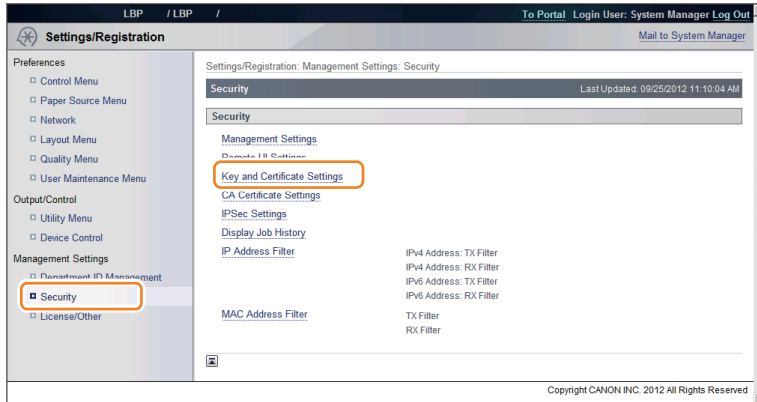 LBP / LBP /
To Portal Login User: System Manager Log Out
Settings/Registration
Mail to System Manager
Preferences
Control Menu
Paper Source Menu
Network
Layout Menu
Quality Menu
User Maintenance Menu
Output/Control
Utility Menu
Device Control
Management Settings
Department ID Management
Security
License/Other
Settings/Registration: Management Settings: Security
Security
Last Updated: 09/25/2012 11:10:04 AM
Security
Management Settings
Remote UI Settings
Key and Certificate Settings
CA Certificate Settings
IPSec Settings
Display Job History
IP Address Filter
IPv4 Address: TX Filter
IPv4 Address: RX Filter
IPv6 Address: TX Filter
IPv6 Address: RX Filter
MAC Address Filter
TX Filter
RX Filter
Copyright CANON INC. 2012 All Rights Reserved